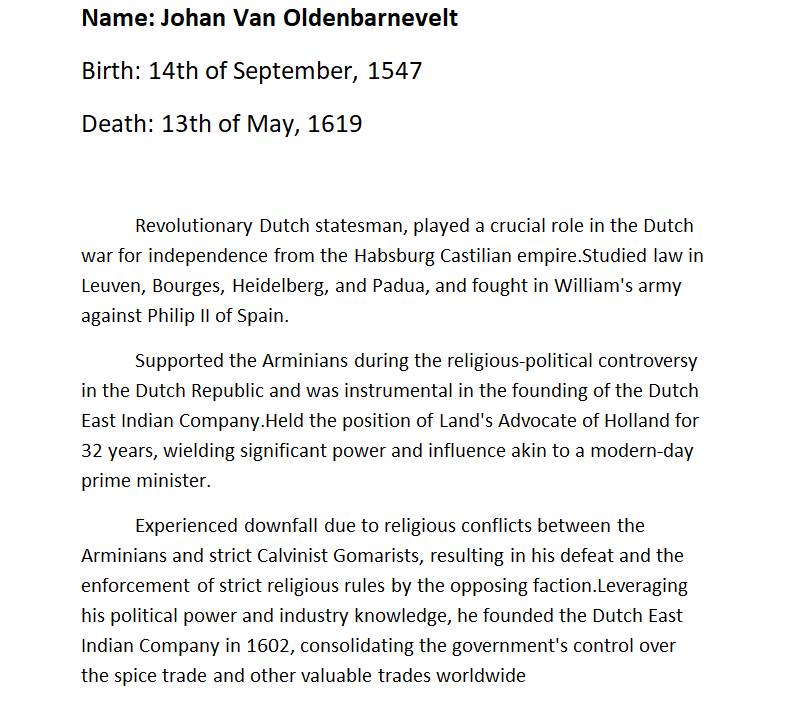 Name: Johan Van Oldenbarnevelt
Birth: 14th of September, 1547
Death: 13th of May, 1619
Revolutionary Dutch statesman, played a crucial role in the Dutch
war for independence from the Habsburg Castilian empire.Studied law in
Leuven, Bourges, Heidelberg, and Padua, and fought in William's army
against Philip II of Spain.
Supported the Arminians during the religious-political controversy
in the Dutch Republic and was instrumental in the founding of the Dutch
East Indian Company.Held the position of Land's Advocate of Holland for
32 years, wielding significant power and influence akin to a modern-day
prime minister.
Experienced downfall due to religious conflicts between the
Arminians and strict Calvinist Gomarists, resulting in his defeat and the
enforcement of strict religious rules by the opposing faction.Leveraging
his political power and industry knowledge, he founded the Dutch East
Indian Company in 1602, consolidating the government's control over
the spice trade and other valuable trades worldwide